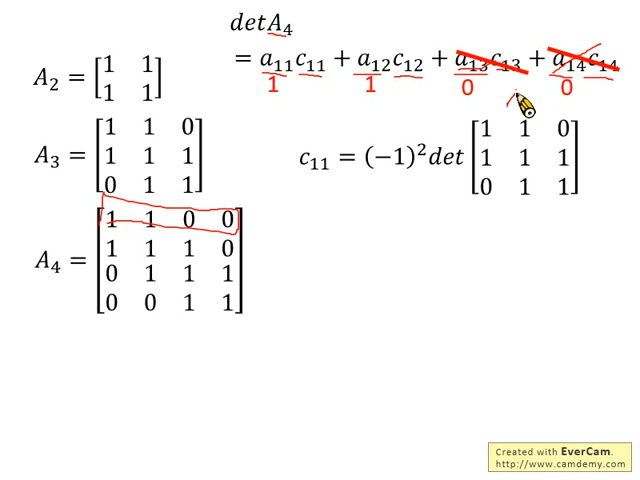 detA₄
= a₁₁c₁₁ + a₁₂c₁₂ + a₁₃c₁₃ + a₁₄c₁₄
1 1 0 0
A₂ = [1 1
1 1]
A₃ = [1 1 0
1 1 1
0 1 1]
c₁₁ = (−1)² det [1 1 0
1 1 1
0 1 1]
A₄ = [1 1 0 0
1 1 1 0
0 1 1 1
0 0 1 1]
Created with EverCam.
http://www.camdemy.com